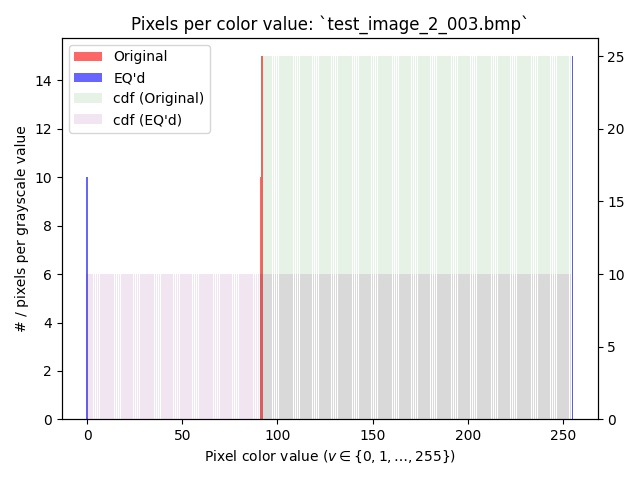 Pixels per color value: `test_image_2_003.bmp`
Original
EQ'd
cdf (Original)
cdf (EQ'd)
# / pixels per grayscale value
0
2
4
6
8
10
12
14
0
5
10
15
20
25
0 50 100 150 200 250
Pixel color value (v ∈ {0, 1, ..., 255})